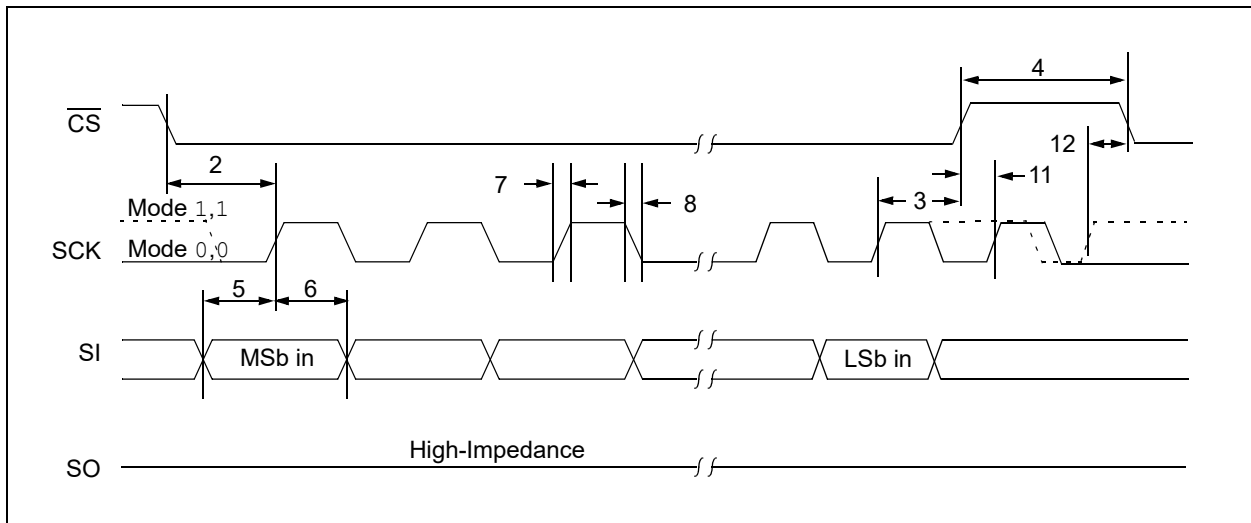 4
CS
12
2
7
8
3
11
Mode 1,1
SCK
Mode 0,0
5
6
SI
MSb in
LSb in
High-Impedance
SO